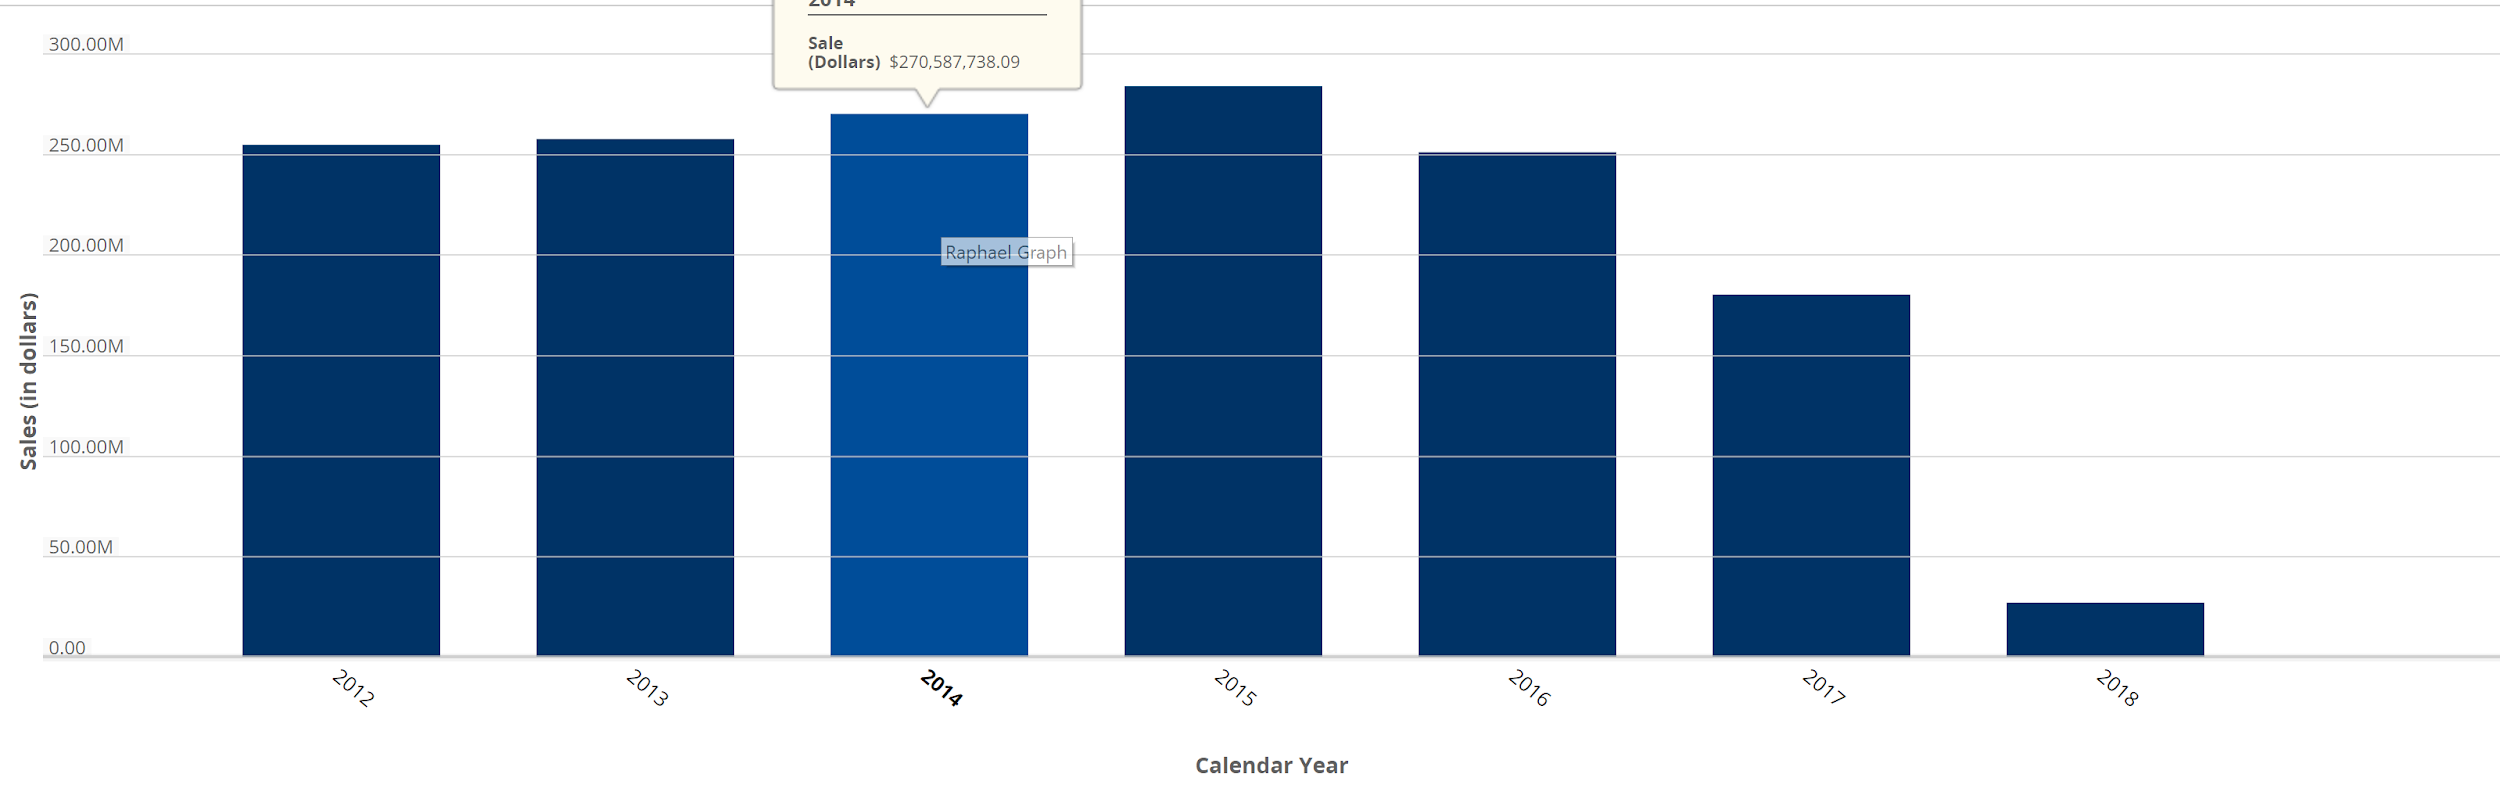 2014
Sale
(Dollars) $270,587,738.09
300.00M
250.00M
200.00M
150.00M
100.00M
50.00M
0.00
Sales (in dollars)
Raphael Graph
2012
2013
2014
2015
2016
2017
2018
Calendar Year